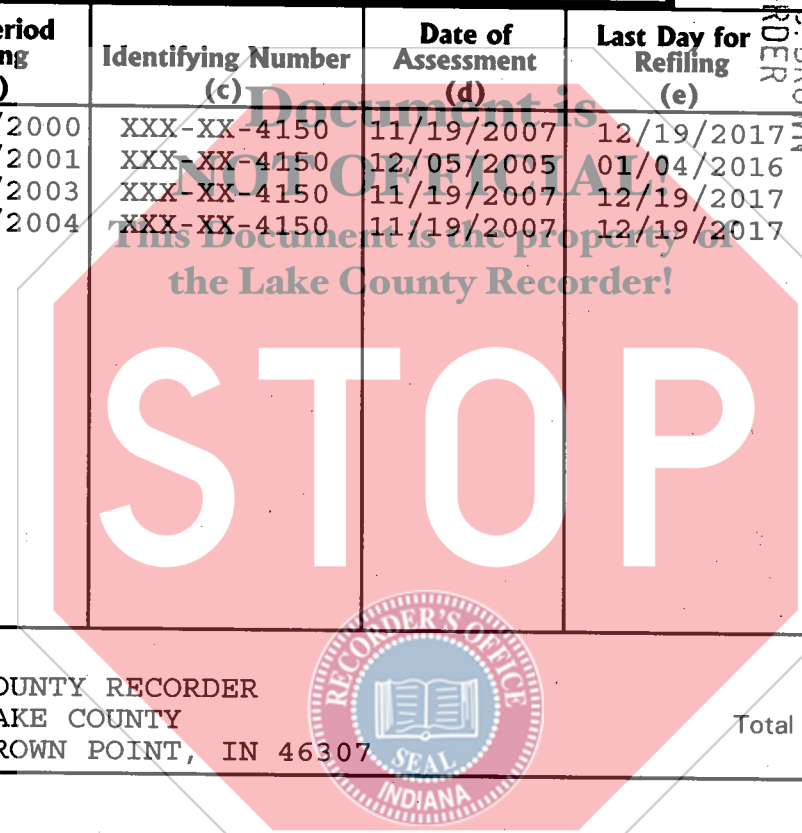 eriod
ng
)
Identifying Number
(c)
Date of
Assessment
(d)
Last Day for
Refiling
(e)
RDER
/2000 XXX-XX-4150 11/19/2007 12/19/2017
/2001 XXX-XX-4150 12/05/2005 01/04/2016
/2003 XXX-XX-4150 11/19/2007 12/19/2017
/2004 XXX-XX-4150 11/19/2007 12/19/2017
Document is
NOT OFFICIAL!
This Document is the property of
the Lake County Recorder!
STOP
OUNTY RECORDER
AKE COUNTY
ROWN POINT, IN 46307
Total
RECORDER'S OFFICE
SEAL
INDIANA